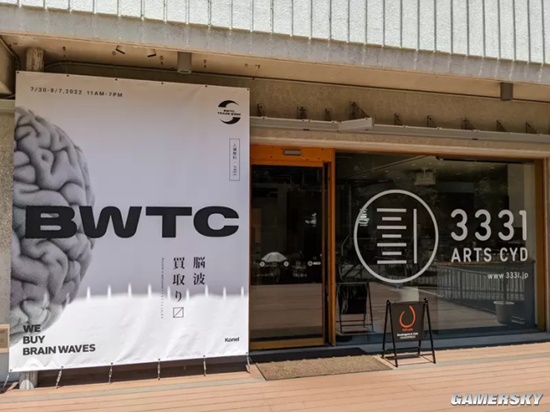 7/30-8/7,2022 11AM-7PM
BWTC
脳波
買取り
WE
BUY
BRAIN WAVES
Konel
3331
ARTS CYD
www.3331.jp
GAMERSKY